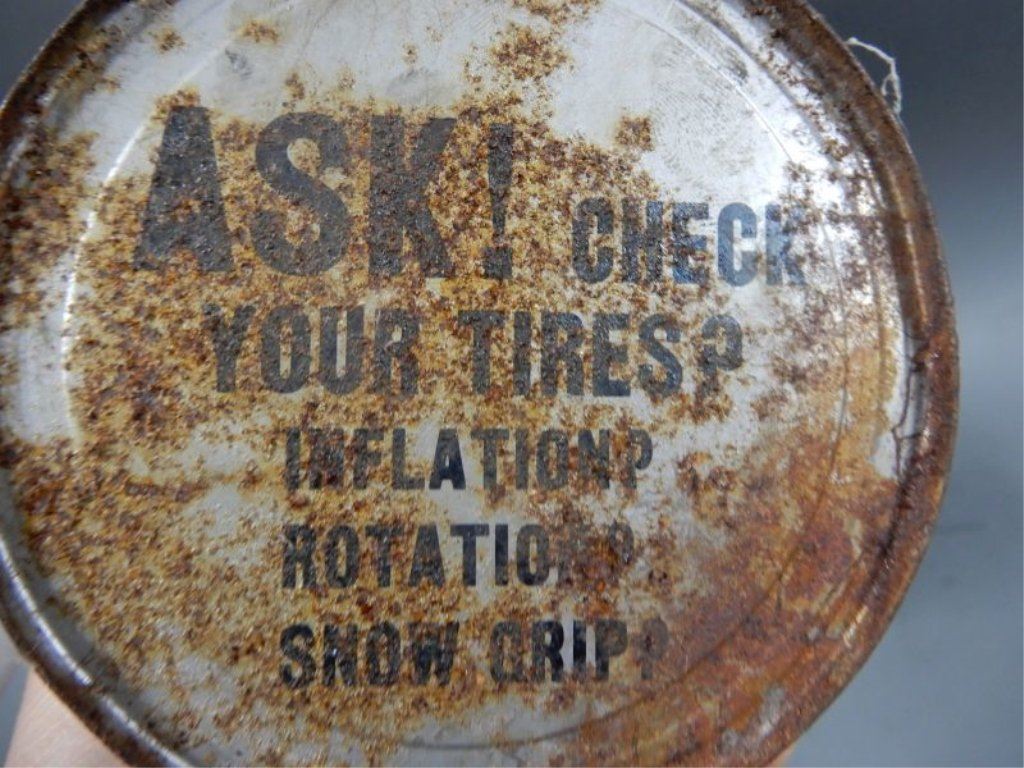 ASK! CHECK
YOUR TIRES?
INFLATION?
ROTATION?
SNOW GRIP?